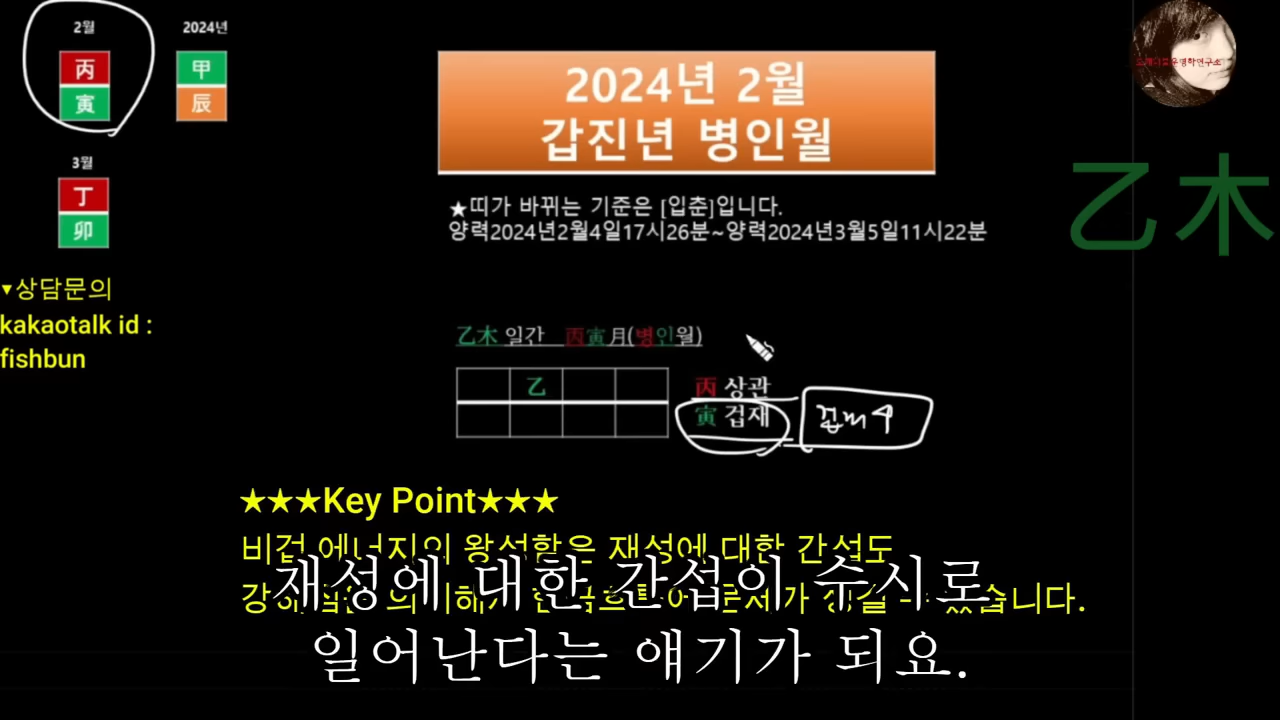 2월
2024년
丙
甲
寅
辰
3월
丁
卯
2024년 2월
갑진년 병인월
★띠가 바뀌는 기준은 [입춘]입니다.
양력2024년2월4일17시26분~양력2024년3월5일11시22분
乙木
▾상담문의
kakaotalk id :
fishbun
乙木 일간 丙寅月(병인월)
乙
丙 상관
寅 겁재
★★★Key Point★★★
비겁 에너지의 왕성함은 재성에 대한 간섭도
재성에 대한 간섭이 수시로
일어난다는 얘기가 되요.